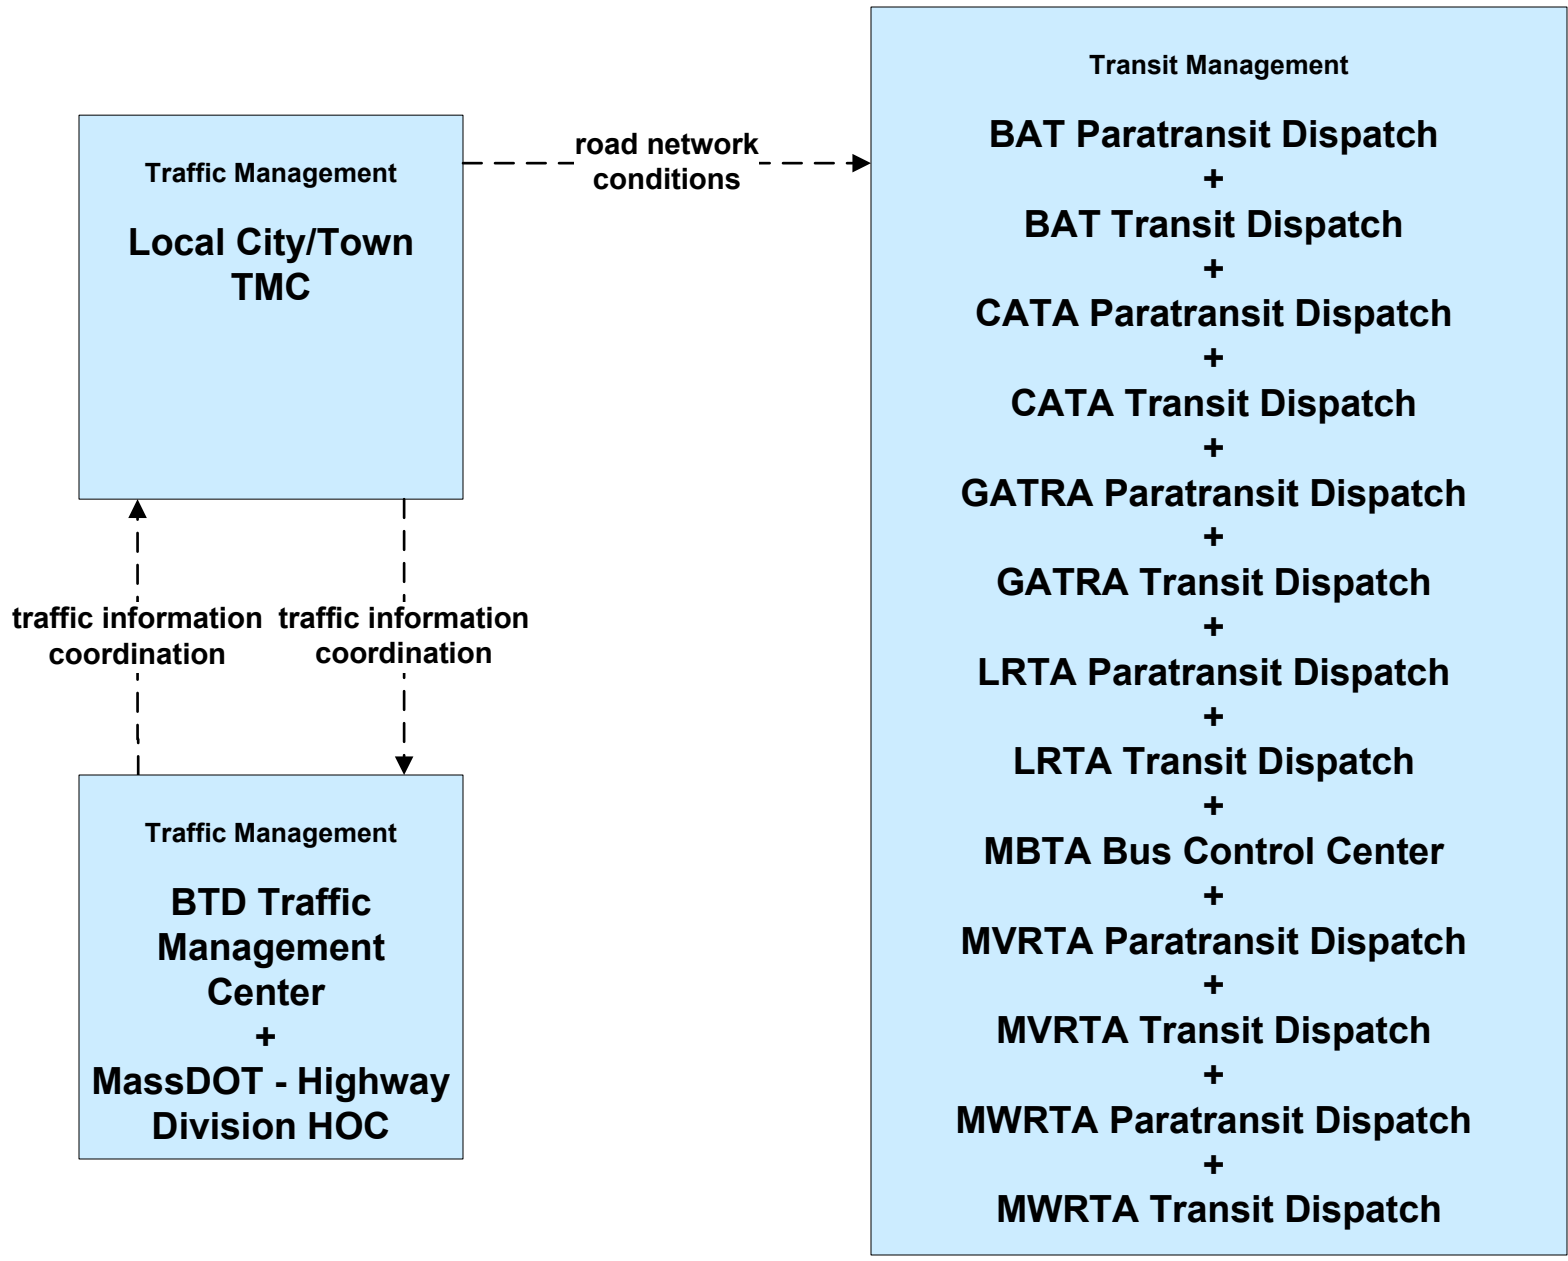 Traffic Management
Local City/Town
TMC
road network
conditions
traffic information
coordination
traffic information
coordination
Traffic Management
BTD Traffic
Management
Center
+
MassDOT - Highway
Division HOC
Transit Management
BAT Paratransit Dispatch
+
BAT Transit Dispatch
+
CATA Paratransit Dispatch
+
CATA Transit Dispatch
+
GATRA Paratransit Dispatch
+
GATRA Transit Dispatch
+
LRTA Paratransit Dispatch
+
LRTA Transit Dispatch
+
MBTA Bus Control Center
+
MVRTA Paratransit Dispatch
+
MVRTA Transit Dispatch
+
MWRTA Paratransit Dispatch
+
MWRTA Transit Dispatch